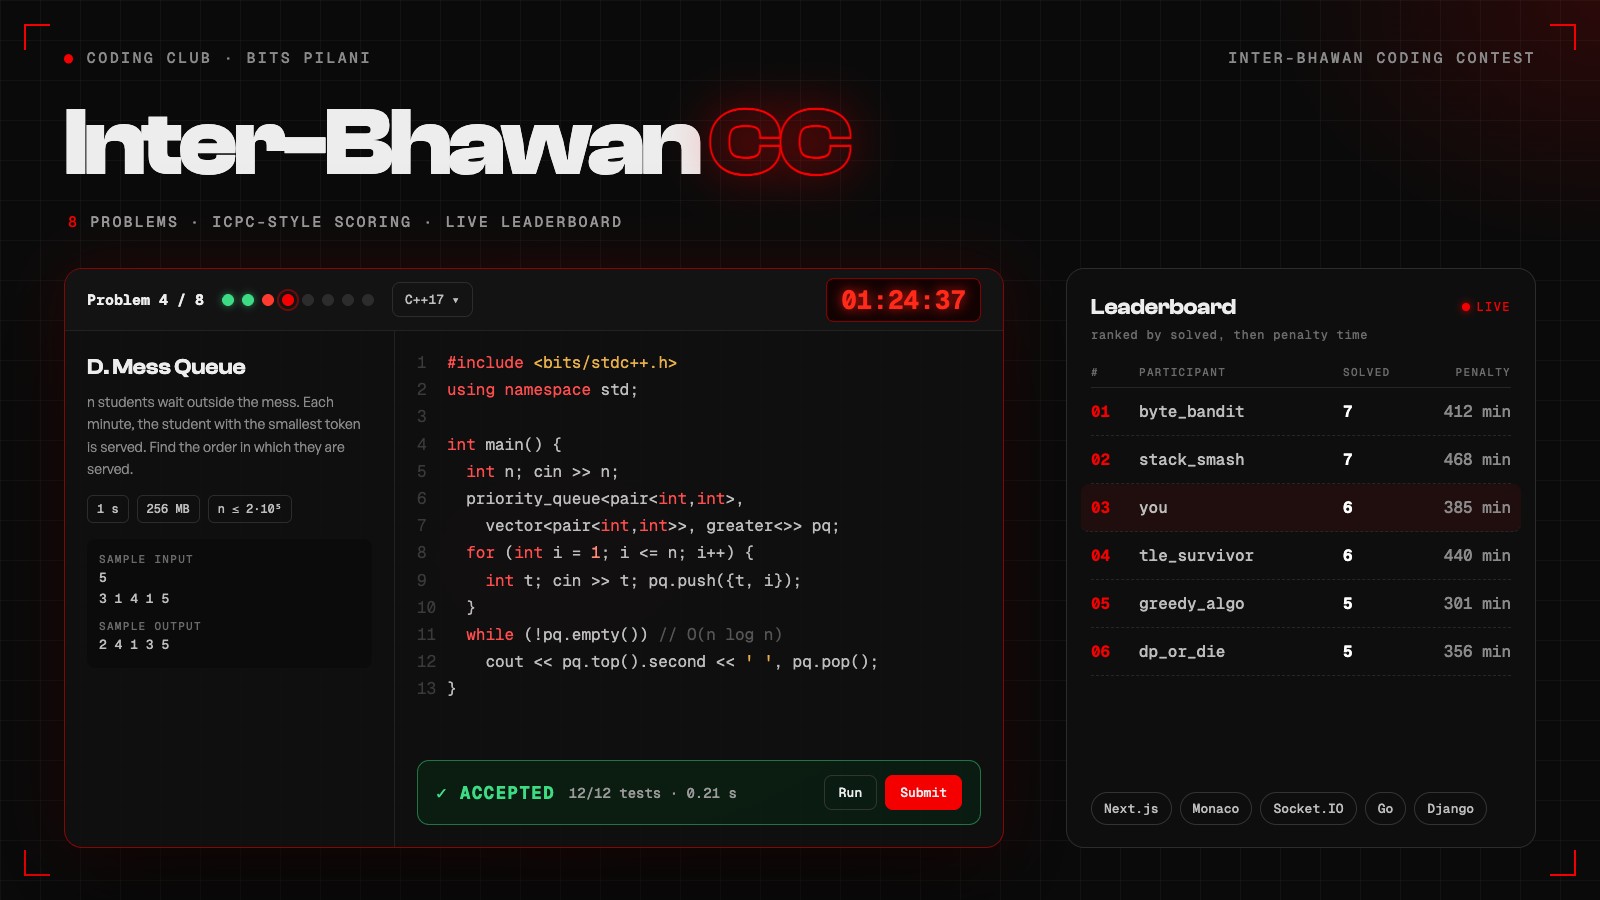 CODING CLUB · BITS PILANI
INTER-BHAWAN CODING CONTEST
Inter-Bhawan CC
8 PROBLEMS · ICPC-STYLE SCORING · LIVE LEADERBOARD
Problem 4 / 8
C++17 ▾
01:24:37
D. Mess Queue
n students wait outside the mess. Each
minute, the student with the smallest token
is served. Find the order in which they are
served.
1 s
256 MB
n ≤ 2·10⁵
SAMPLE INPUT
5
3 1 4 1 5
SAMPLE OUTPUT
2 4 1 3 5
1 #include <bits/stdc++.h>
2 using namespace std;
3
4 int main() {
5   int n; cin >> n;
6   priority_queue<pair<int,int>,
7     vector<pair<int,int>>, greater<>> pq;
8   for (int i = 1; i <= n; i++) {
9     int t; cin >> t; pq.push({t, i});
10   }
11   while (!pq.empty()) // O(n log n)
12     cout << pq.top().second << ' ', pq.pop();
13 }
✓ ACCEPTED 12/12 tests · 0.21 s
Run
Submit
Leaderboard
LIVE
ranked by solved, then penalty time
# PARTICIPANT SOLVED PENALTY
01 byte_bandit 7 412 min
02 stack_smash 7 468 min
03 you 6 385 min
04 tle_survivor 6 440 min
05 greedy_algo 5 301 min
06 dp_or_die 5 356 min
Next.js
Monaco
Socket.IO
Go
Django